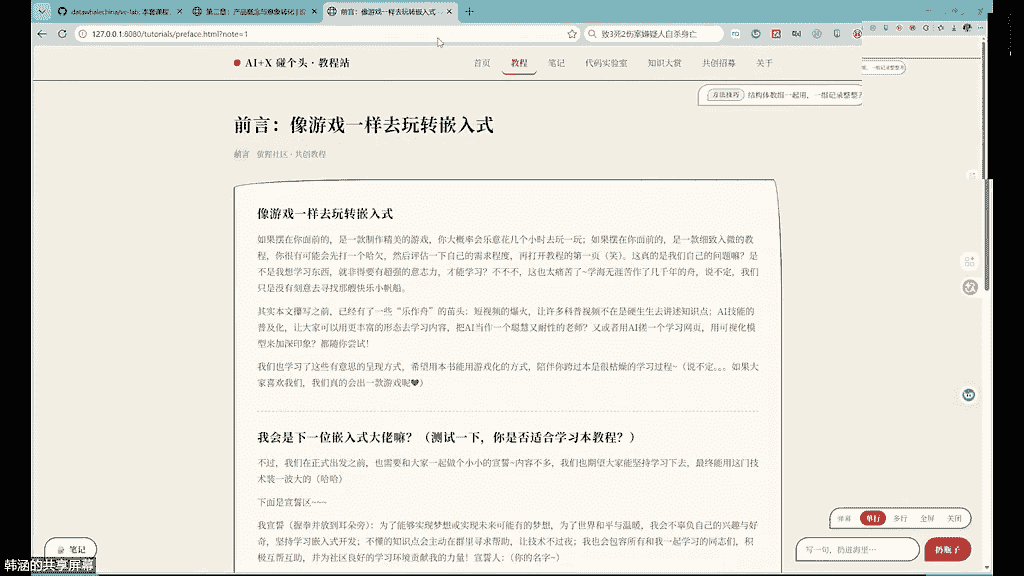 datawhalechina/vc-lab: 本套课程,
第二章：产品概念与意象转化 |
前言：像游戏一样去玩转嵌入式
127.0.0.1:6080/tutorials/preface.html?note=1
致3死2伤案嫌疑人自杀身亡
AI+X 碰个头 · 教程站
首页 教程 笔记 代码实验室 知识大赏 共创招募 关于
方法技巧 结构体数组一起用，一组记录整整齐
前言：像游戏一样去玩转嵌入式
像游戏一样去玩转嵌入式
如果摆在你面前的，是一款制作精美的游戏，你大概率会乐意花几个小时去玩一玩；如果摆在你面前的，是一款细致入微的教
程，你很有可能会先打一个哈欠，然后评估一下自己的需求程度，再打开教程的第一页（笑）。这真的是我们自己的问题嘛？是
不是我想学习东西，就非得要有超强的意志力，才能学习？不不不，这也太痛苦了~学海无涯苦作了几千年的舟，说不定，我们
只是没有刻意去寻找那艘快乐小帆船。
其实本文撰写之前，已经有了一些“乐作舟”的苗头：短视频的爆火，让许多科普视频不在是硬生生去讲述知识点；AI技能的
普及化，让大家可以用更丰富的形态去学习内容，把AI当作一个聪慧又耐性的老师？又或者用AI搓一个学习网页，用可视化模
型来加深印象？都随你尝试！
我们也学习了这些有意思的呈现方式，希望用本书能用游戏化的方式，陪伴你跨过本是很枯燥的学习过程~（说不定。。。如果大
家喜欢我们，我们真的会出一款游戏呢❤）
我会是下一位嵌入式大佬嘛？（测试一下，你是否适合学习本教程？）
不过，我们在正式出发之前，也需要和大家一起做个小小的宣誓~内容不多，我们也期望大家能坚持学习下去，最终能用这门技
术装一波大的（哈哈）
下面是宣誓区~~~
我宣誓（握拳并放到耳朵旁）：为了能够实现梦想或实现未来可能有的梦想，为了世界和平与温暖，我会不辜负自己的兴趣与好
奇，坚持学习嵌入式开发；不懂的知识点会主动在群里寻求帮助，让技术不过夜；我也会包容所有和我一起学习的同志们，积
极互帮互助，并为社区良好的学习环境贡献我的力量！宣誓人：（你的名字~）
弹幕 单行 多行 全屏 关闭
笔记
写一句，扔进海里… 扔瓶子
韩涵的共享屏幕